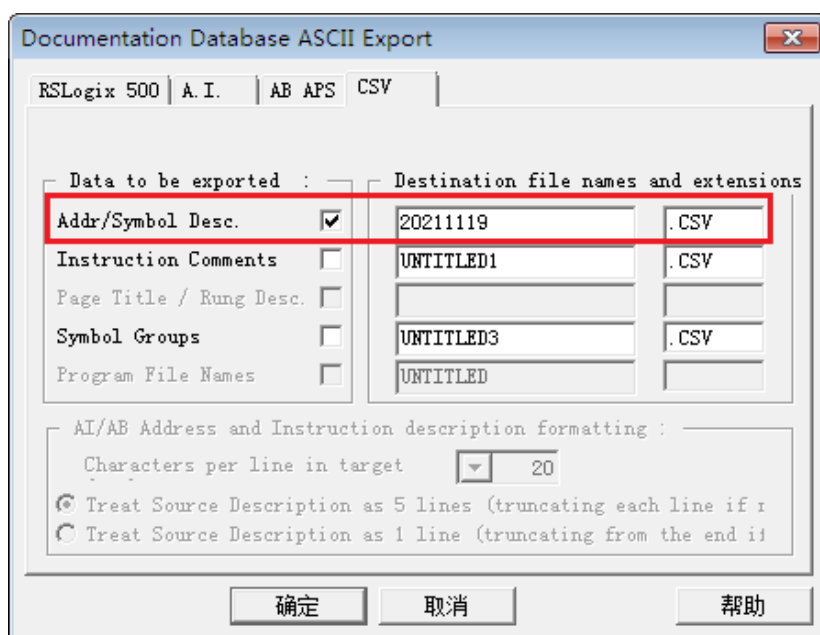 Documentation Database ASCII Export
RSLogix 500 A.I. AB APS CSV
Data to be exported : Destination file names and extensions
Addr/Symbol Desc. 20211119 .CSV
Instruction Comments UNTITLED1 .CSV
Page Title / Rung Desc.
Symbol Groups UNTITLED3 .CSV
Program File Names UNTITLED
AI/AB Address and Instruction description formatting :
Characters per line in target 20
Treat Source Description as 5 lines (truncating each line if
Treat Source Description as 1 line (truncating from the end if
确定 取消 帮助